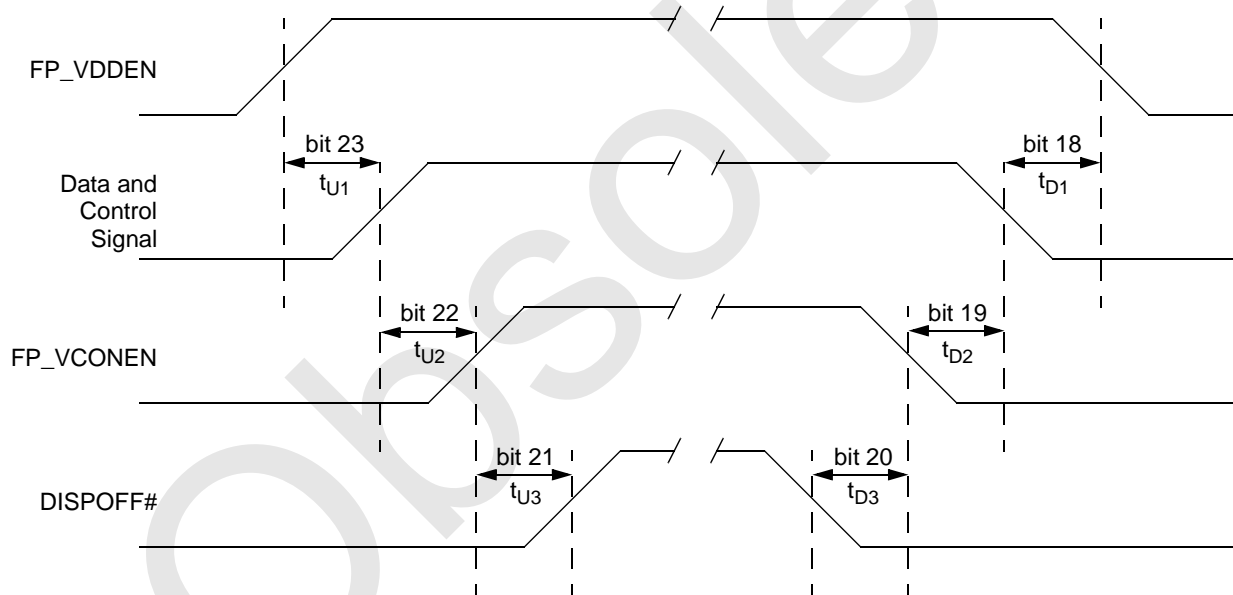 FP_VDDEN
bit 23
tU1
bit 18
tD1
Data and
Control
Signal
bit 22
tU2
bit 19
tD2
FP_VCONEN
bit 21
tU3
bit 20
tD3
DISPOFF#
Obsole